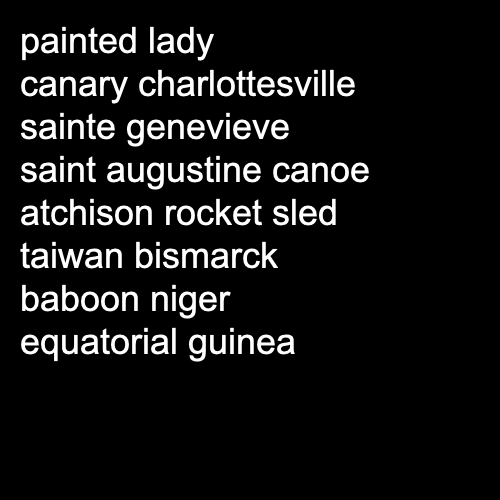 painted lady
canary charlottesville
sainte genevieve
saint augustine canoe
atchison rocket sled
taiwan bismarck
baboon niger
equatorial guinea